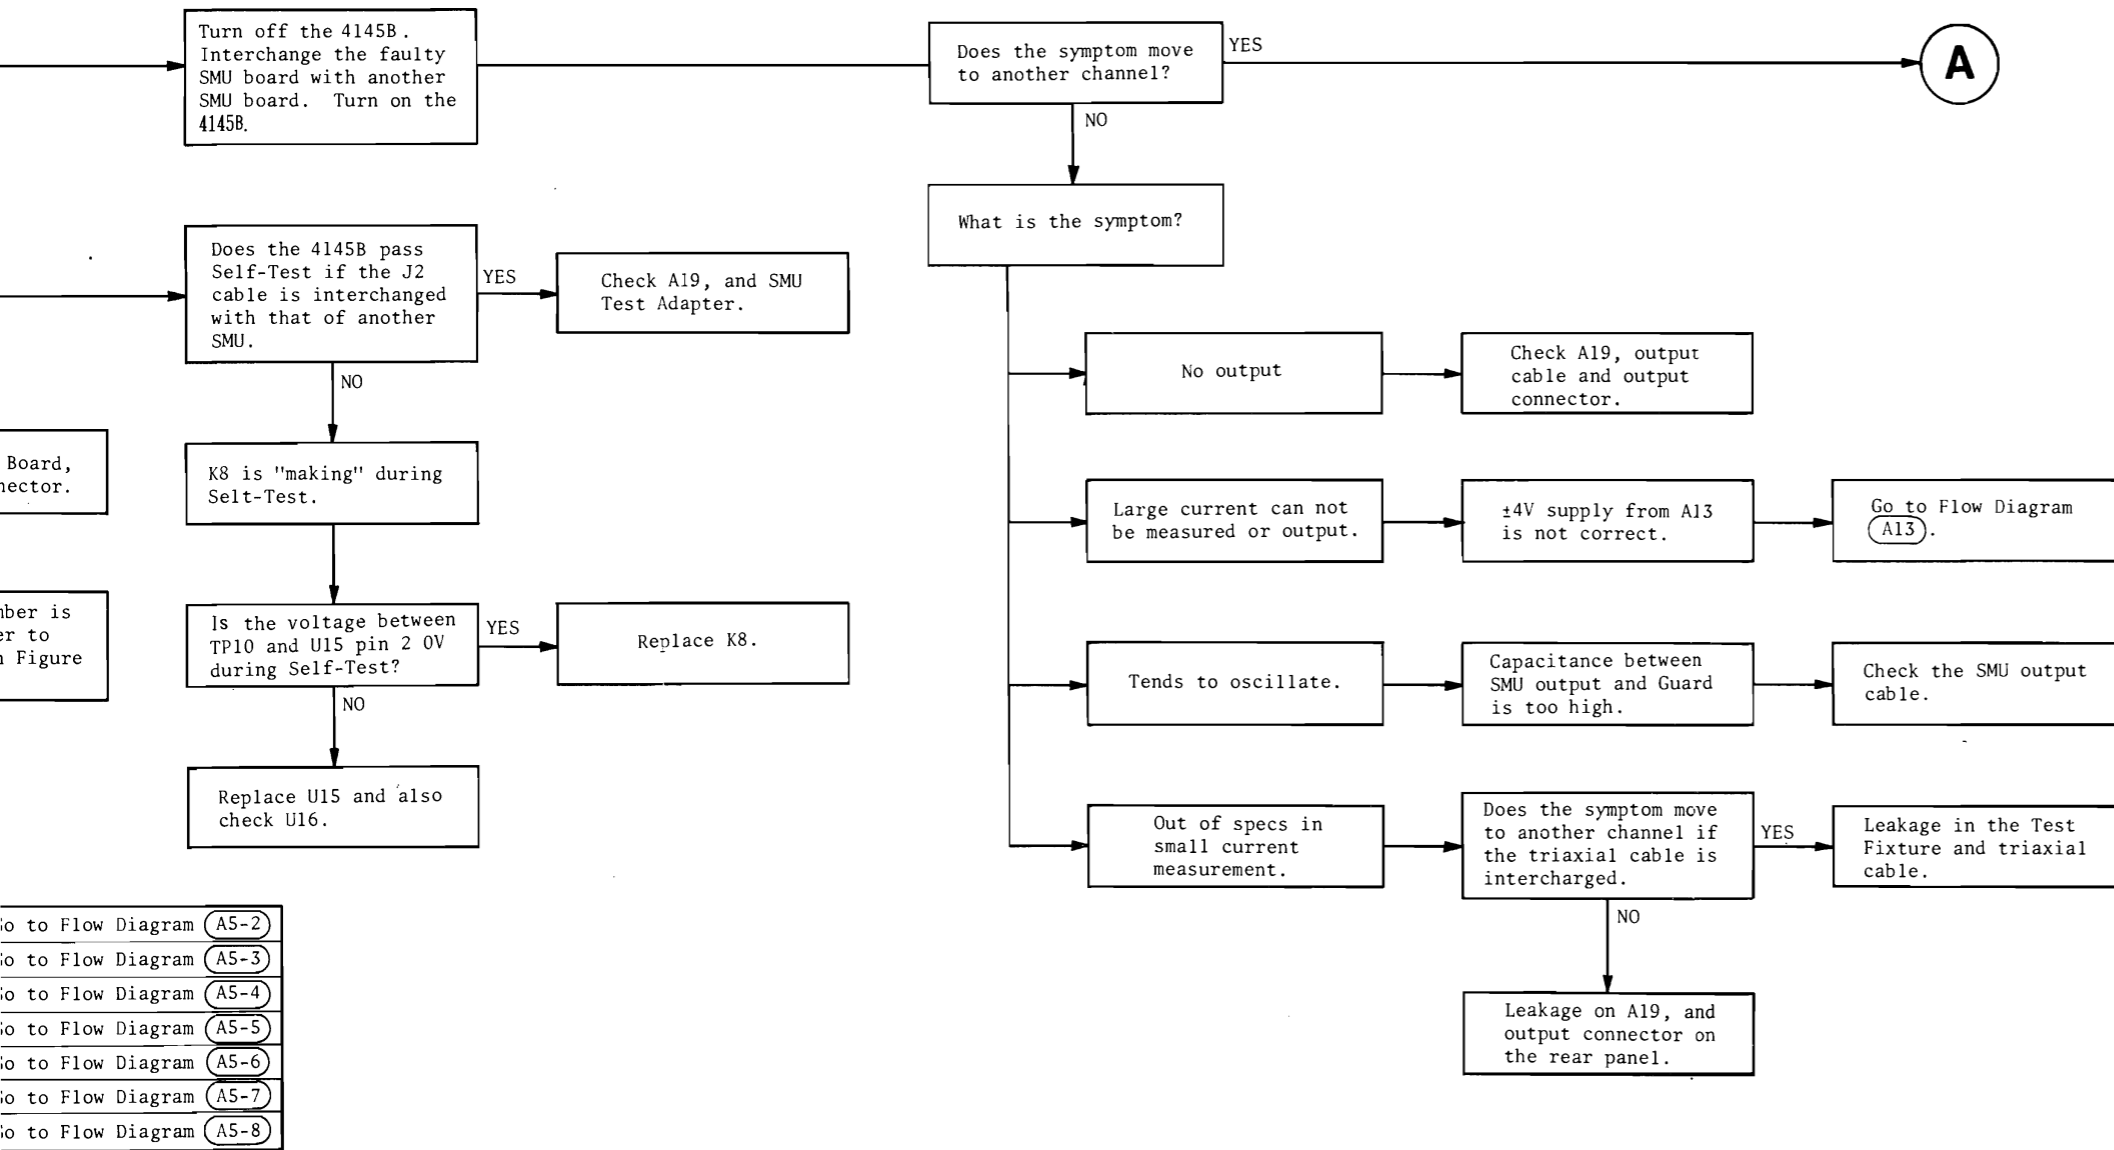 Turn off the 4145B.
Interchange the faulty
SMU board with another
SMU board. Turn on the
4145B.
Does the symptom move
to another channel?
YES
A
NO
What is the symptom?
Does the 4145B pass
Self-Test if the J2
cable is interchanged
with that of another
SMU.
YES
Check A19, and SMU
Test Adapter.
NO
K8 is "making" during
Selt-Test.
Is the voltage between
TP10 and U15 pin 2 0V
during Self-Test?
YES
Replace K8.
NO
Replace U15 and also
check U16.
Board,
is
to
Figure
No output
Check A19, output
cable and output
connector.
Large current can not
be measured or output.
±4V supply from A13
is not correct.
Go to Flow Diagram
A13.
Tends to oscillate.
Capacitance between
SMU output and Guard
is too high.
Check the SMU output
cable.
Out of specs in
small current
measurement.
Does the symptom move
to another channel if
the triaxial cable is
intercharged.
YES
Leakage in the Test
Fixture and triaxial
cable.
NO
Leakage on A19, and
output connector on
the rear panel.
to Flow Diagram A5-2
to Flow Diagram A5-3
to Flow Diagram A5-4
to Flow Diagram A5-5
to Flow Diagram A5-6
to Flow Diagram A5-7
to Flow Diagram A5-8